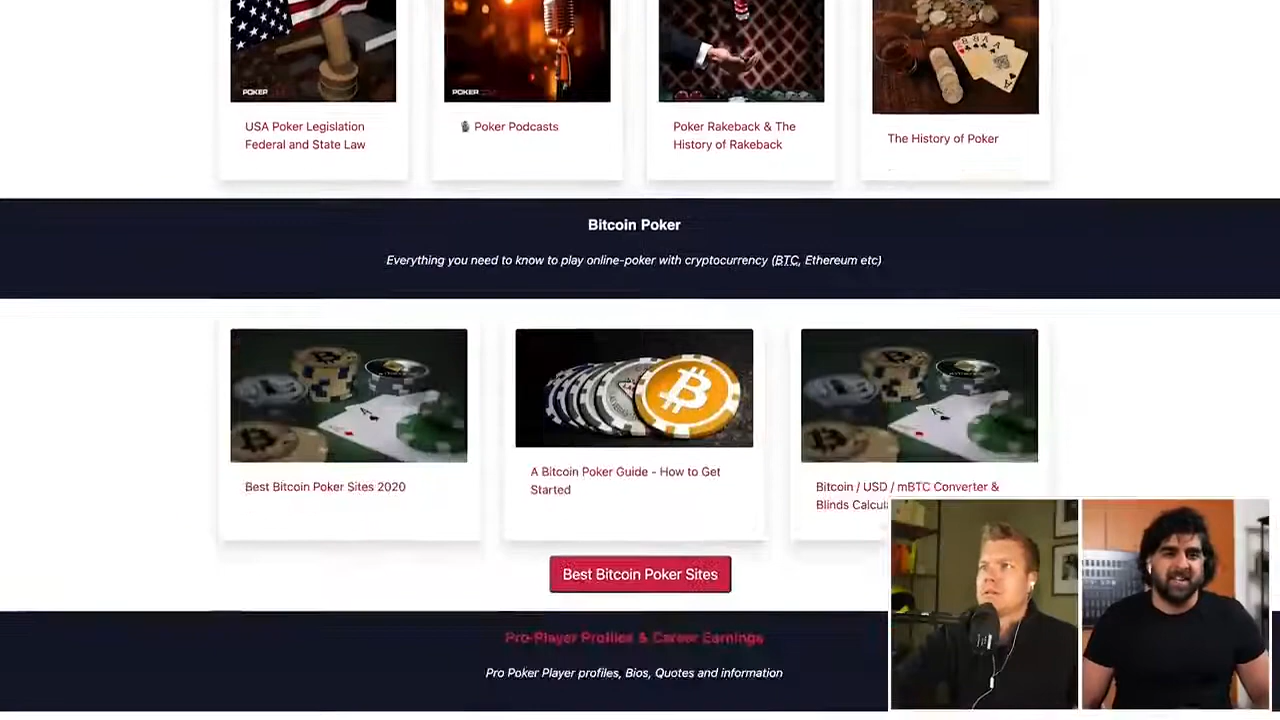 POKER
POKER
USA Poker Legislation
Federal and State Law
Poker Podcasts
Poker Rakeback & The
History of Rakeback
The History of Poker
Bitcoin Poker
Everything you need to know to play online-poker with cryptocurrency (BTC, Ethereum etc)
Best Bitcoin Poker Sites 2020
A Bitcoin Poker Guide - How to Get
Started
Bitcoin / USD / mBTC Converter &
Blinds Calcula
Best Bitcoin Poker Sites
Pro-Player Profiles & Career Earnings
Pro Poker Player profiles, Bios, Quotes and information